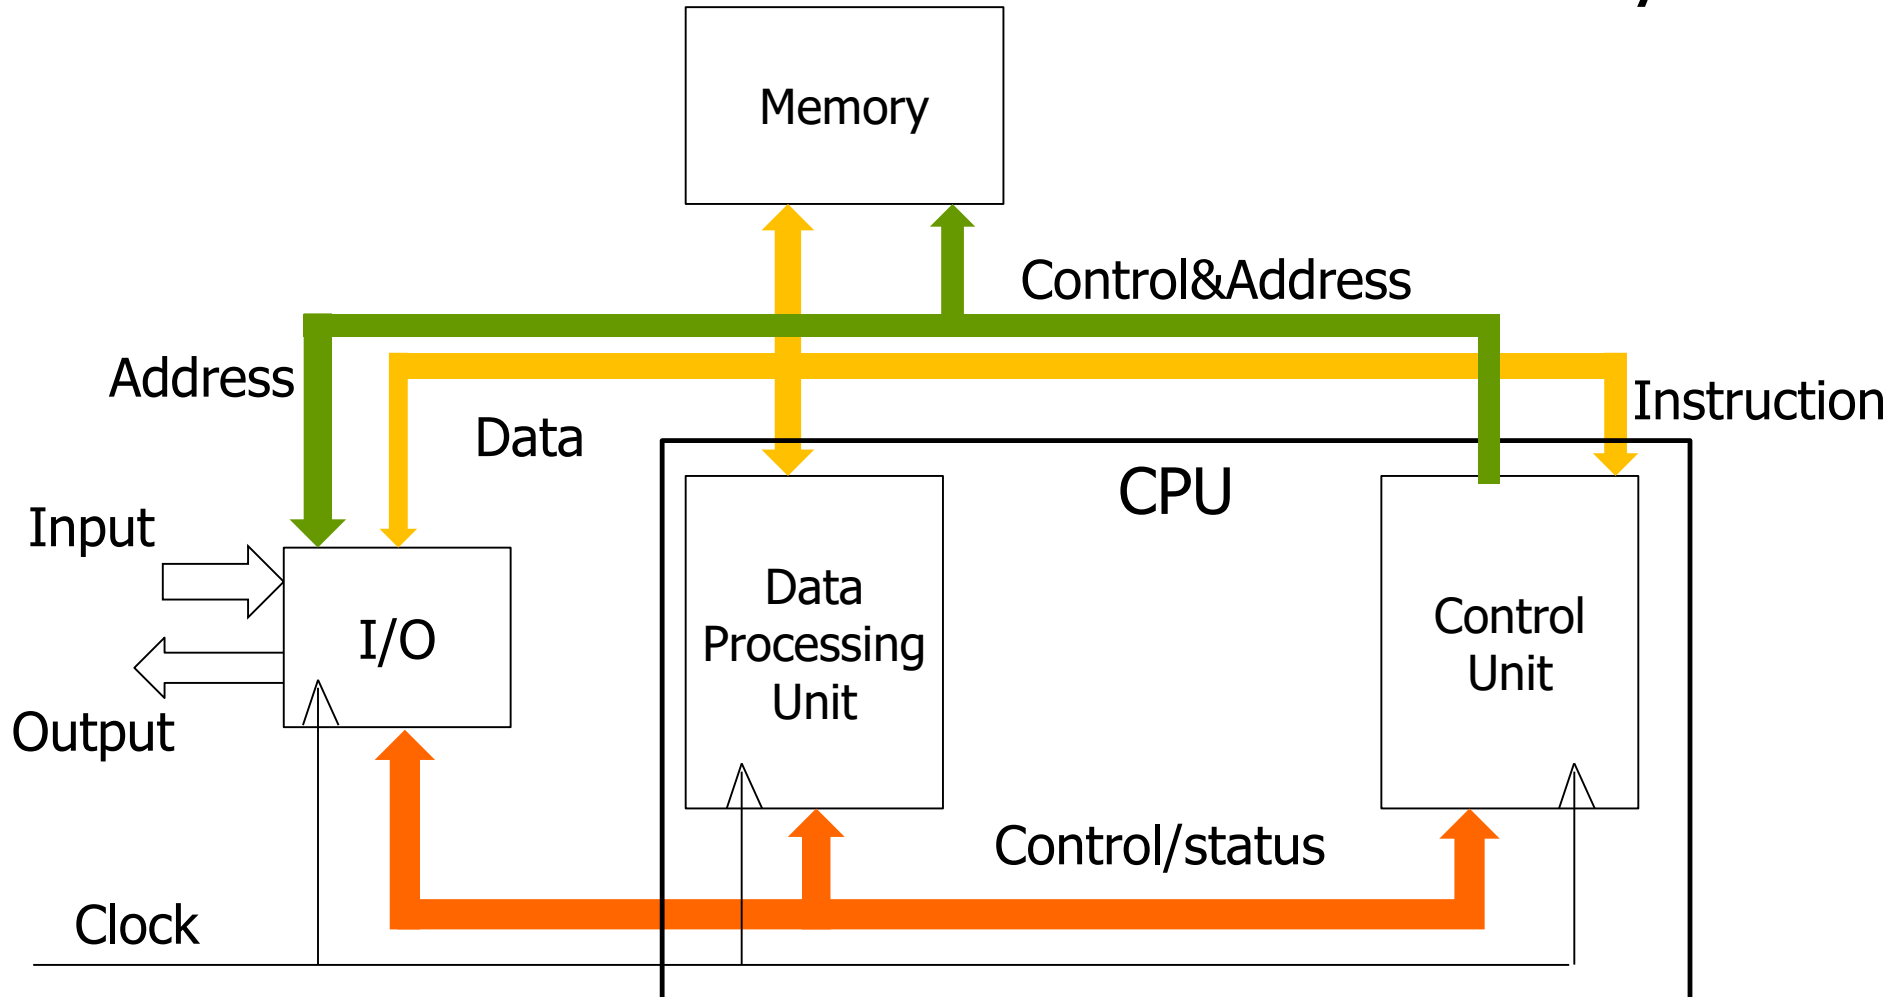 Memory
Control&Address
Address
Instruction
Data
CPU
Input
Data
Processing
Unit
Control
Unit
I/O
Output
Control/status
Clock